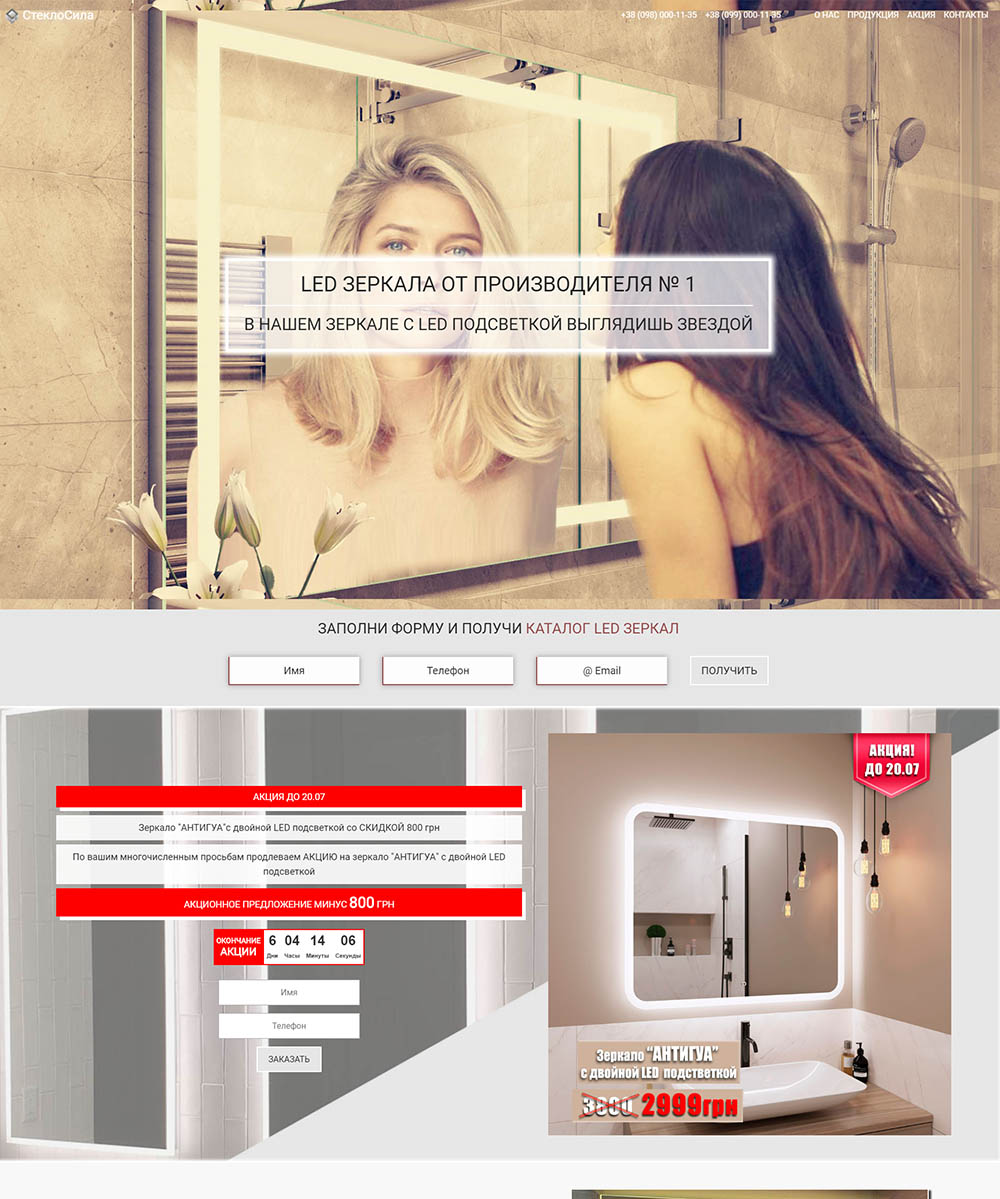 СтеклоСила
+38 (098) 000-11-35 +38 (099) 000-11-35 О НАС ПРОДУКЦИЯ АКЦИЯ КОНТАКТЫ
LED ЗЕРКАЛА ОТ ПРОИЗВОДИТЕЛЯ № 1
В НАШЕМ ЗЕРКАЛЕ С LED ПОДСВЕТКОЙ ВЫГЛЯДИШЬ ЗВЕЗДОЙ
ЗАПОЛНИ ФОРМУ И ПОЛУЧИ КАТАЛОГ LED ЗЕРКАЛ
Имя
Телефон
@ Email
ПОЛУЧИТЬ
АКЦИЯ ДО 20.07
Зеркало "АНТИГУА"с двойной LED подсветкой со СКИДКОЙ 800 грн
По вашим многочисленным просьбам продлеваем АКЦИЮ на зеркало "АНТИГУА" с двойной LED
подсветкой
АКЦИОННОЕ ПРЕДЛОЖЕНИЕ МИНУС 800 ГРН
ОКОНЧАНИЕ
АКЦИИ
6 04 14 06
Дни Часы Минуты Секунды
Имя
Телефон
ЗАКАЗАТЬ
АКЦИЯ!
ДО 20.07
Зеркало “АНТИГУА”
с двойной LED подстветкой
3800 2999грн